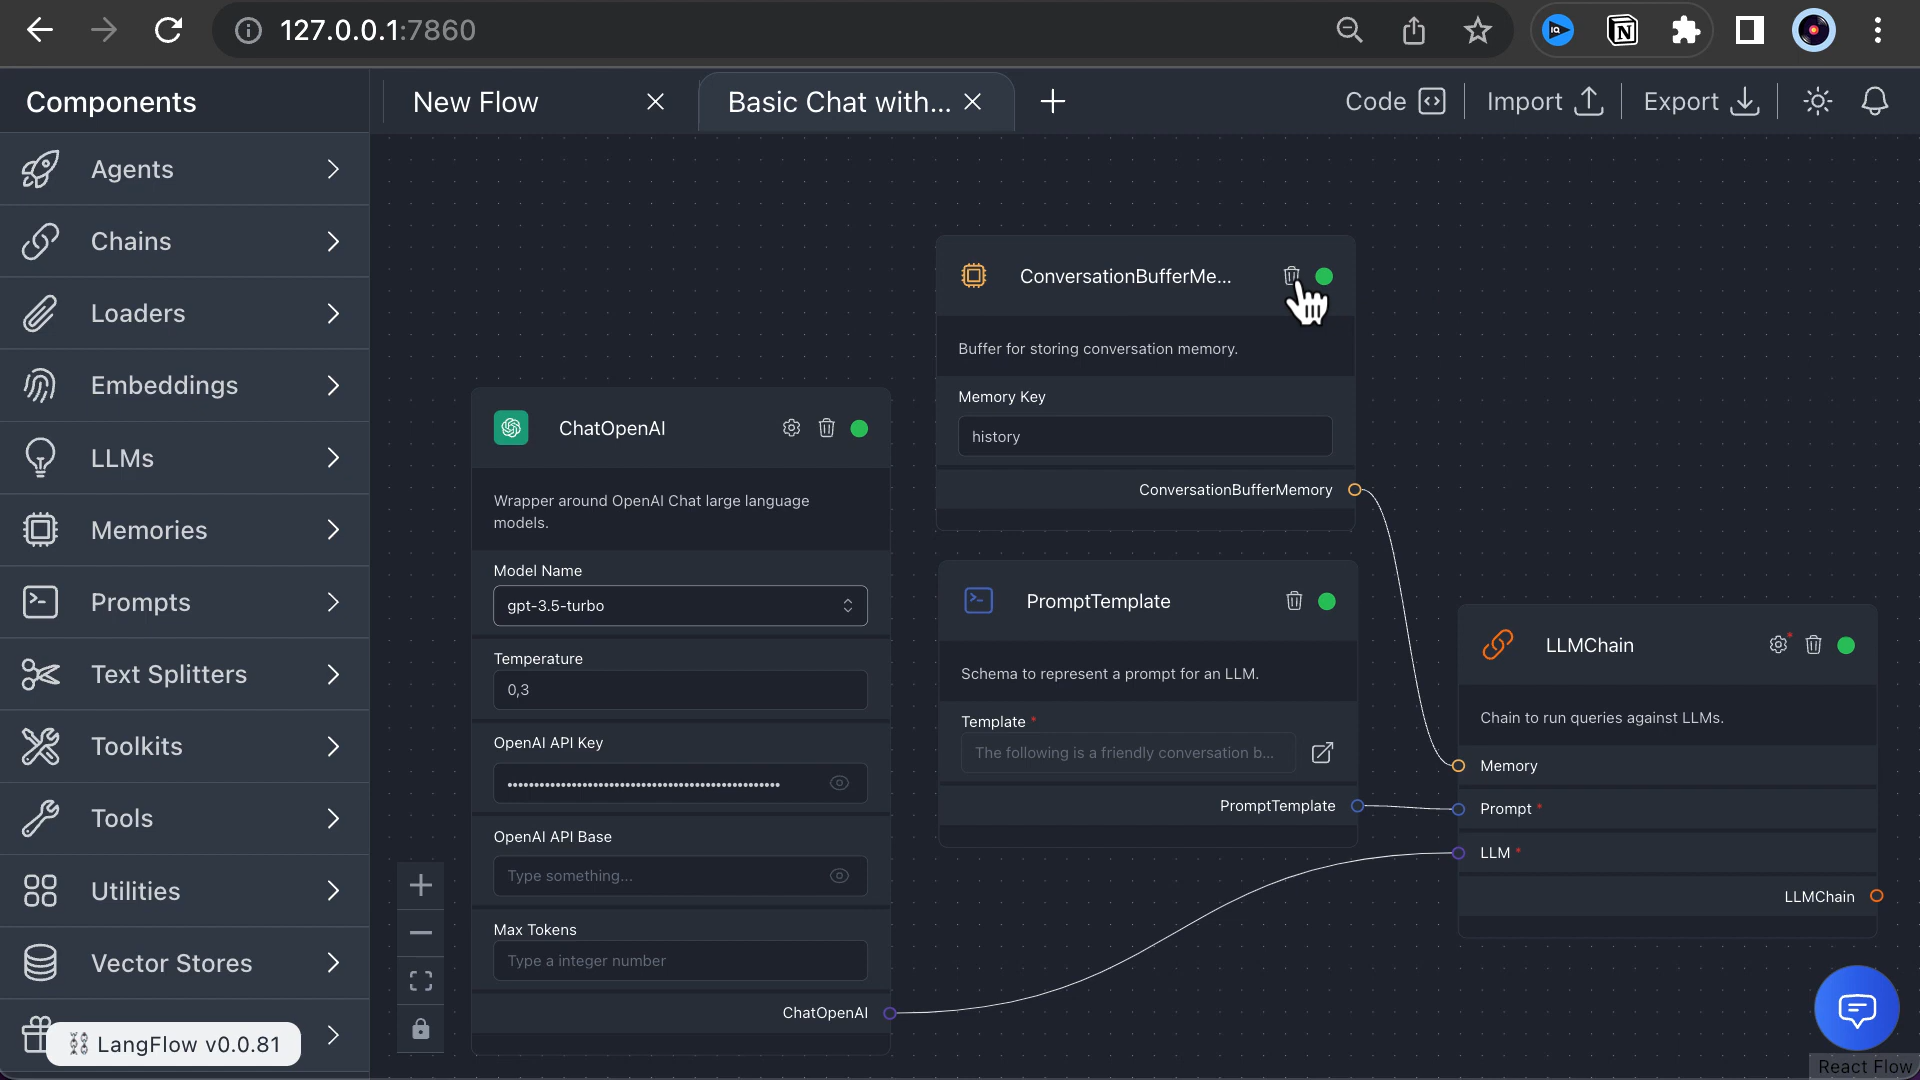 127.0.0.1:7860
Components
New Flow
Basic Chat with...
Code
Import
Export
Agents
Chains
Loaders
Embeddings
LLMs
Memories
Prompts
Text Splitters
Toolkits
Tools
Utilities
Vector Stores
LangFlow v0.0.81
ConversationBufferMe...
Buffer for storing conversation memory.
Memory Key
history
ConversationBufferMemory
ChatOpenAI
Wrapper around OpenAI Chat large language
models.
Model Name
gpt-3.5-turbo
Temperature
0,3
OpenAI API Key
OpenAI API Base
Type something...
Max Tokens
Type a integer number
ChatOpenAI
PromptTemplate
Schema to represent a prompt for an LLM.
Template *
The following is a friendly conversation b...
PromptTemplate
LLMChain
Chain to run queries against LLMs.
Memory
Prompt *
LLM *
LLMChain
React Flow